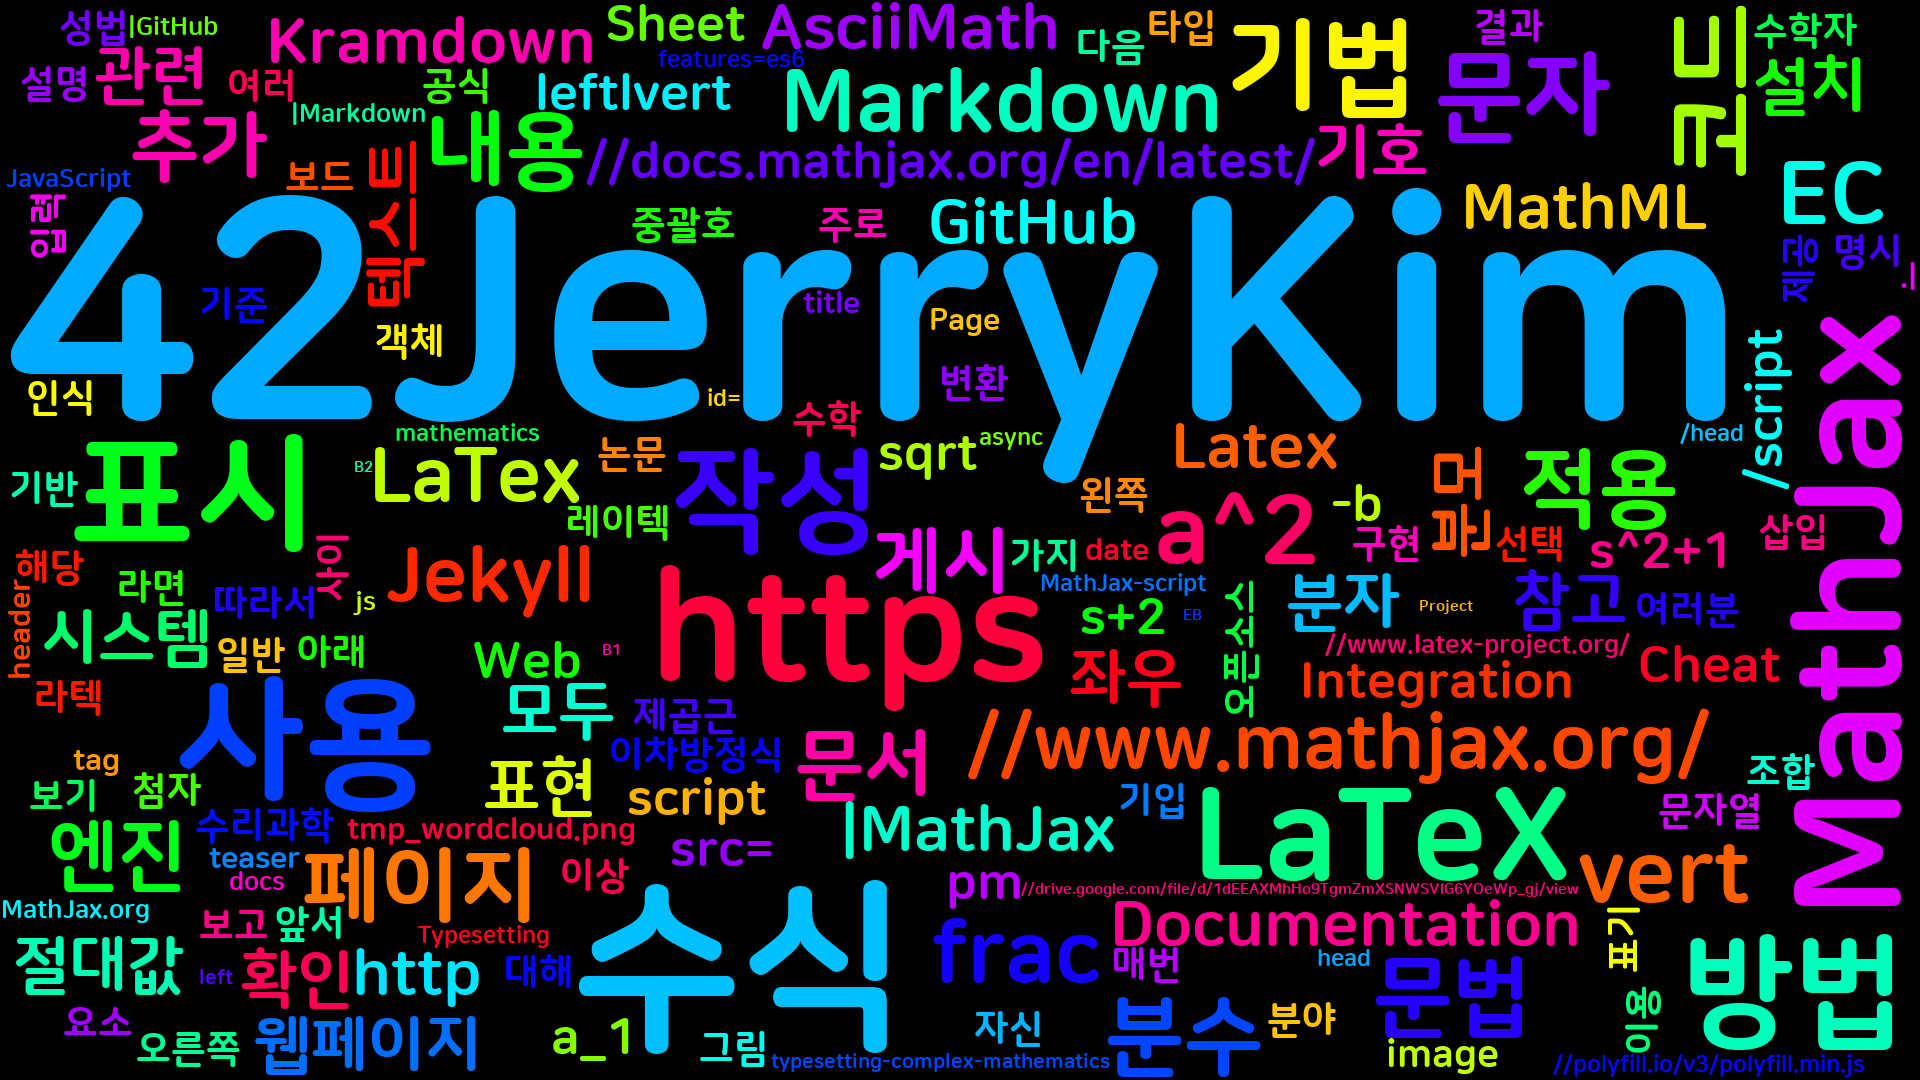 성법
|GitHub
Kramdown
Sheet
AsciiMath
features=es6
다음
타입
기법
결과
문자
니
꾸
수학자
설치
설명
관련
여러
공식
leftlvert
Markdown
|Markdown
추가
내용
//docs.mathjax.org/en/latest/
기호
JavaScript
보드
입력
중괄호
주로
GitHub
MathML
EC
제공
명시
42JerryKim
기준
객체
title
Page
id=
변환
인식
수학
mathematics
/head
/script
MathJax
기반
표시
B2
LaTex
논문
레이텍
작성
sqrt
async
Latex
왼쪽
a^2
-b
구현
선택
적용
s^2+1
삽입
해당
header
라면
따라서
js
숫이
Jekyll
https
게시
가지
date
MathJax-script
s+2
EB
분자
Project
참고
여러분
시스템
일반
아래
Web
B1
좌우
//www.latex-project.org/
Integration
Cheat
라텍
사용
모두
제곱근
이차방정식
문서
//www.mathjax.org/
tag
보기
첨자
표현
script
기입
조합
문자열
엔진
수리과학
tmp_wordcloud.png
teaser
docs
페이지
이상
src=
|MathJax
LaTeX
vert
pm
//drive.google.com/file/d/1dEEAXMhHo9TgmZmXSNWSVIG6YOeWp_gj/view
MathJax.org
보고
앞서
Typesetting
수식
frac
Documentation
표기
방법
절대값
left
확인
http
대해
매번
head
문법
요소
오른쪽
웹페이지
a_1
그림
자신
typesetting-complex-mathematics
분수
분야
image
이용
//polyfill.io/v3/polyfill.min.js